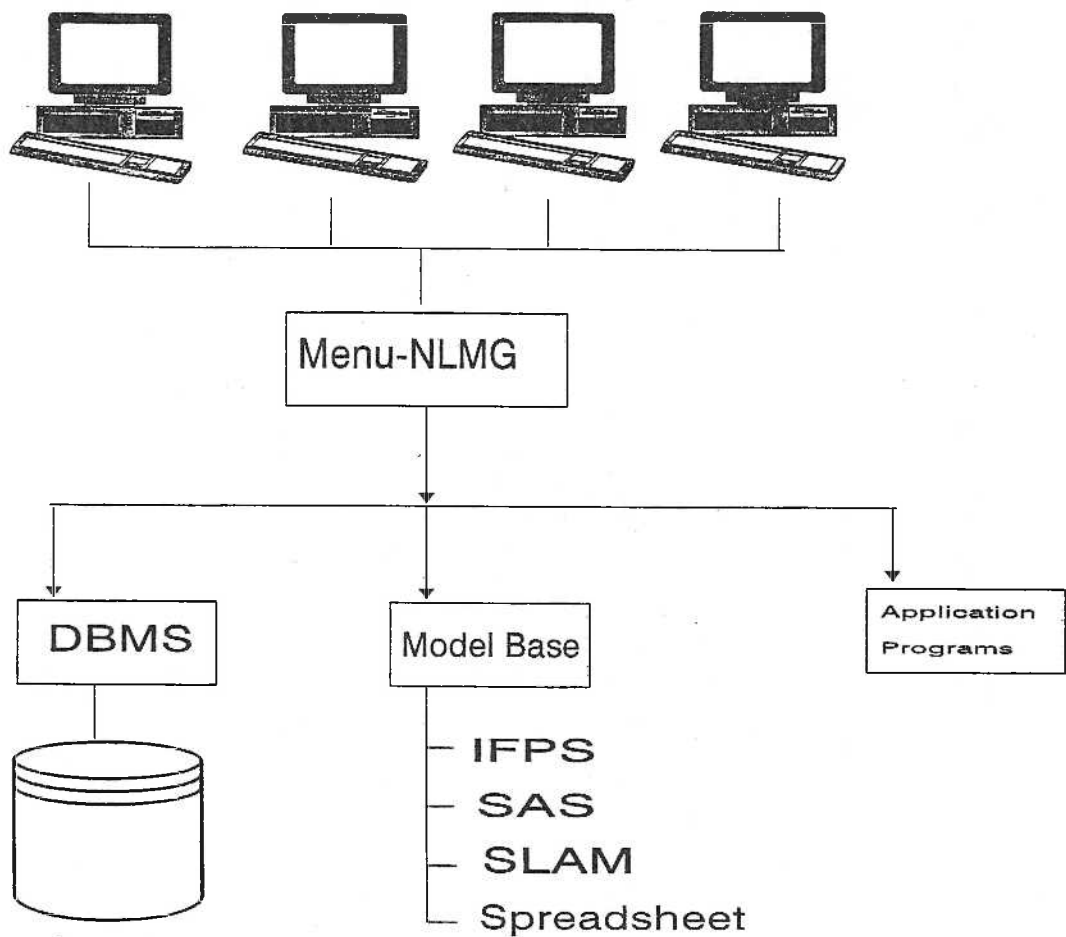 Menu-NLMG
DBMS
Model Base
Application
Programs
IFPS
SAS
SLAM
Spreadsheet